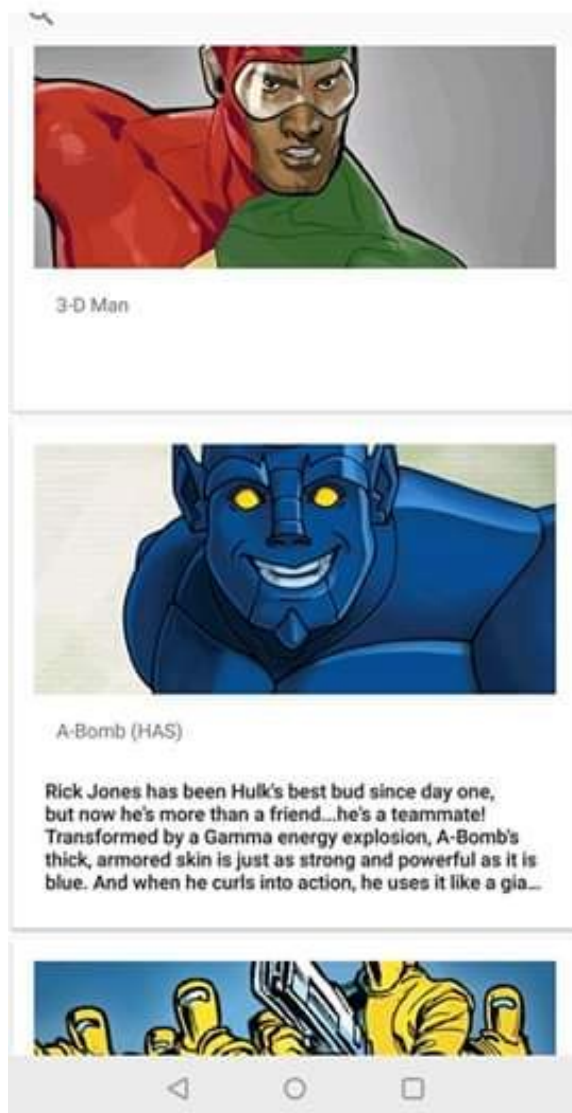 3-D Man
A-Bomb (HAS)
Rick Jones has been Hulk's best bud since day one,
but now he's more than a friend...he's a teammate!
Transformed by a Gamma energy explosion, A-Bomb's
thick, armored skin is just as strong and powerful as it is
blue. And when he curls into action, he uses it like a gia...